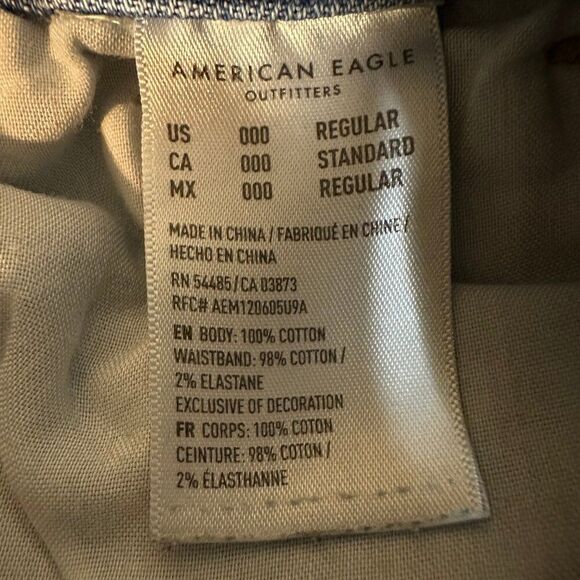 AMERICAN EAGLE
OUTFITTERS
US 000 REGULAR
CA 000 STANDARD
MX 000 REGULAR
MADE IN CHINA / FABRIQUÉ EN CHINE /
HECHO EN CHINA
RN 54485 / CA 03873
RFC# AEM120605U9A
EN BODY: 100% COTTON
WAISTBAND: 98% COTTON /
2% ELASTANE
EXCLUSIVE OF DECORATION
FR CORPS: 100% COTON
CEINTURE: 98% COTON /
2% ÉLASTHANNE